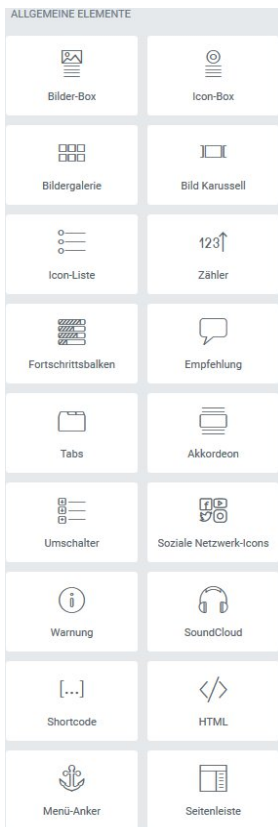 ALLGEMEINE ELEMENTE
Bilder-Box
Icon-Box
Bildergalerie
Bild Karussell
Icon-Liste
123
Zähler
Fortschrittsbalken
Empfehlung
Tabs
Akkordeon
Umschalter
Soziale Netzwerk-Icons
Warnung
SoundCloud
[...]
Shortcode
</>
HTML
Menü-Anker
Seitenleiste